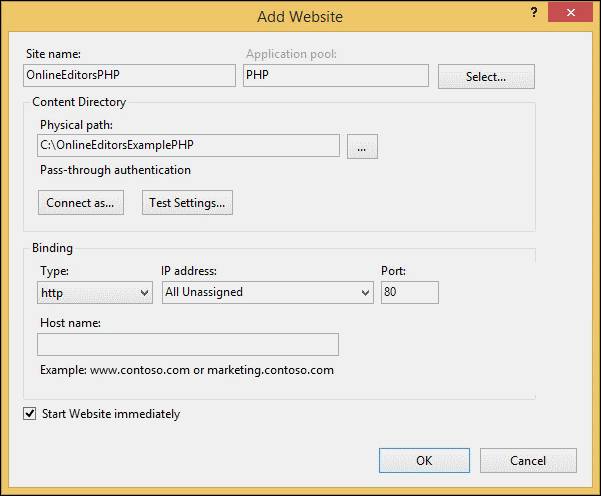 Add Website
?
Site name:
Application pool:
OnlineEditorsPHP
PHP
Select...
Content Directory
Physical path:
C:\OnlineEditorsExamplePHP
...
Pass-through authentication
Connect as...
Test Settings...
Binding
Type:
IP address:
Port:
http
All Unassigned
80
Host name:
Example: www.contoso.com or marketing.contoso.com
Start Website immediately
OK
Cancel